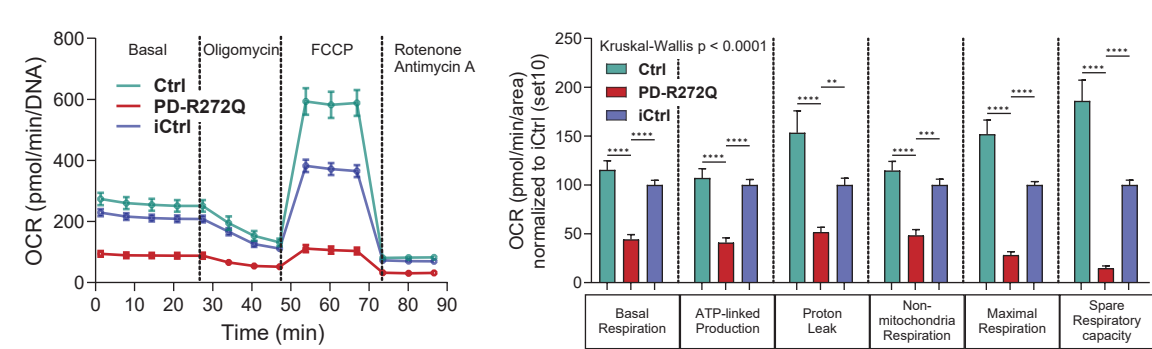 OCR (pmol/min/DNA)
800
600
400
200
0
Basal
Oligomycin
FCCP
Rotenone
Antimycin A
Ctrl
PD-R272Q
iCtrl
0 10 20 30 40 50 60 70 80 90
Time (min)
OCR (pmol/min/area)
normalized to iCtrl (set10)
250
200
150
100
50
0
Kruskal-Wallis p < 0.0001
Ctrl
PD-R272Q
iCtrl
**** ****
**** ****
**** **
**** ***
**** ****
**** ****
Basal
Respiration
ATP-linked
Production
Proton
Leak
Non-
mitochondria
Respiration
Maximal
Respiration
Spare
Respiratory
capacity